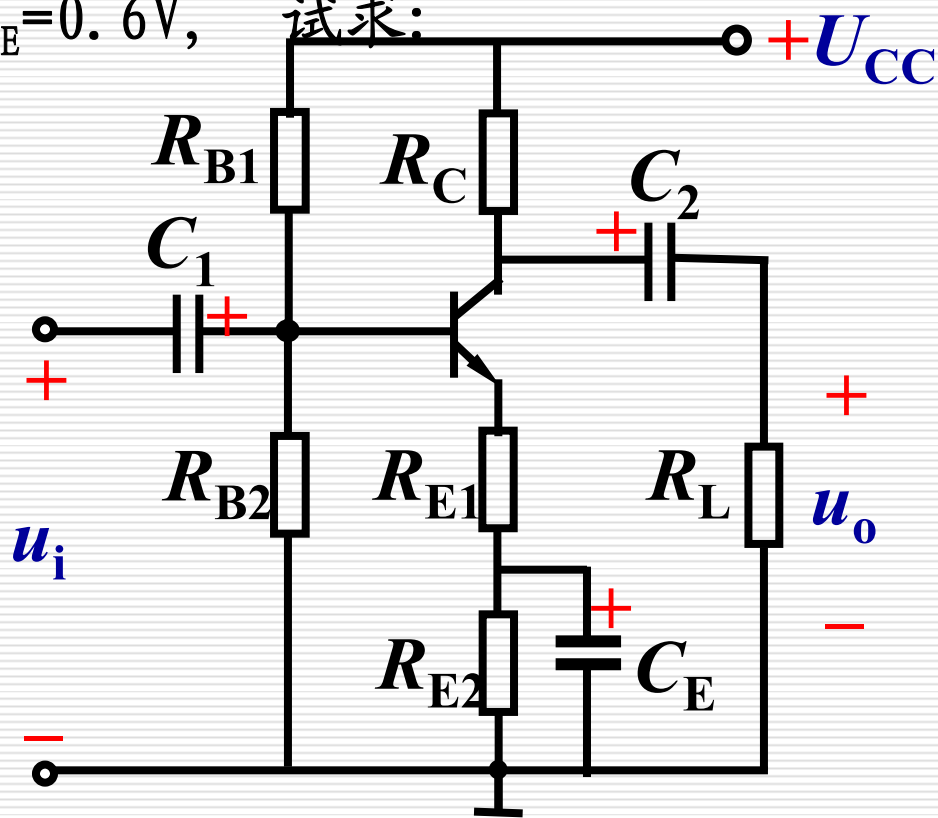 E=0.6V, 试求:
+UCC
RB1
RC
C2
+
C1
+
+
+
RB2
RE1
RL
uo
ui
+
−
RE2
CE
−